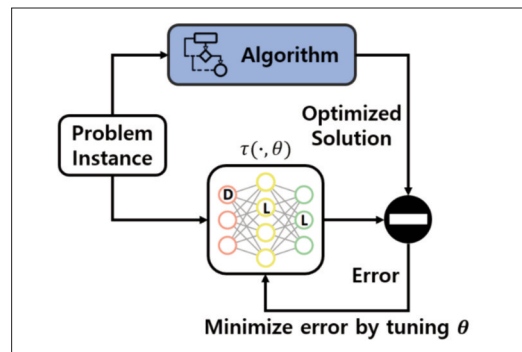 Algorithm
Problem
Instance
Optimized
Solution
τ(·, θ)
D
L
L
Error
Minimize error by tuning θ